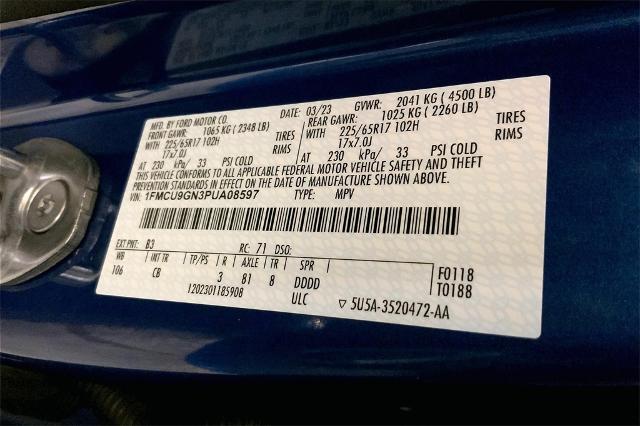 MFD. BY FORD MOTOR CO. DATE: 03/23 GVWR: 2041 KG ( 4500 LB)
FRONT GAWR: 1065 KG ( 2348 LB) REAR GAWR: 1025 KG ( 2260 LB)
WITH 225/65R17 102H TIRES WITH 225/65R17 102H TIRES
17x7.0J RIMS 17x7.0J RIMS
AT 230 kPa/ 33 PSI COLD AT 230 kPa/ 33 PSI COLD
THIS VEHICLE CONFORMS TO ALL APPLICABLE FEDERAL MOTOR VEHICLE SAFETY AND THEFT
PREVENTION STANDARDS IN EFFECT ON THE DATE OF MANUFACTURE SHOWN ABOVE.
1FMCU9GN3PUA08597 TYPE: MPV
EXT PNT: B3 RC: 71 DSO:
WB INT TR TP/PS R AXLE TR SPR
106 CB 3 81 8 DDDD
F0118
T0188
1202301185908 ULC ▽ 5U5A-3520472-AA